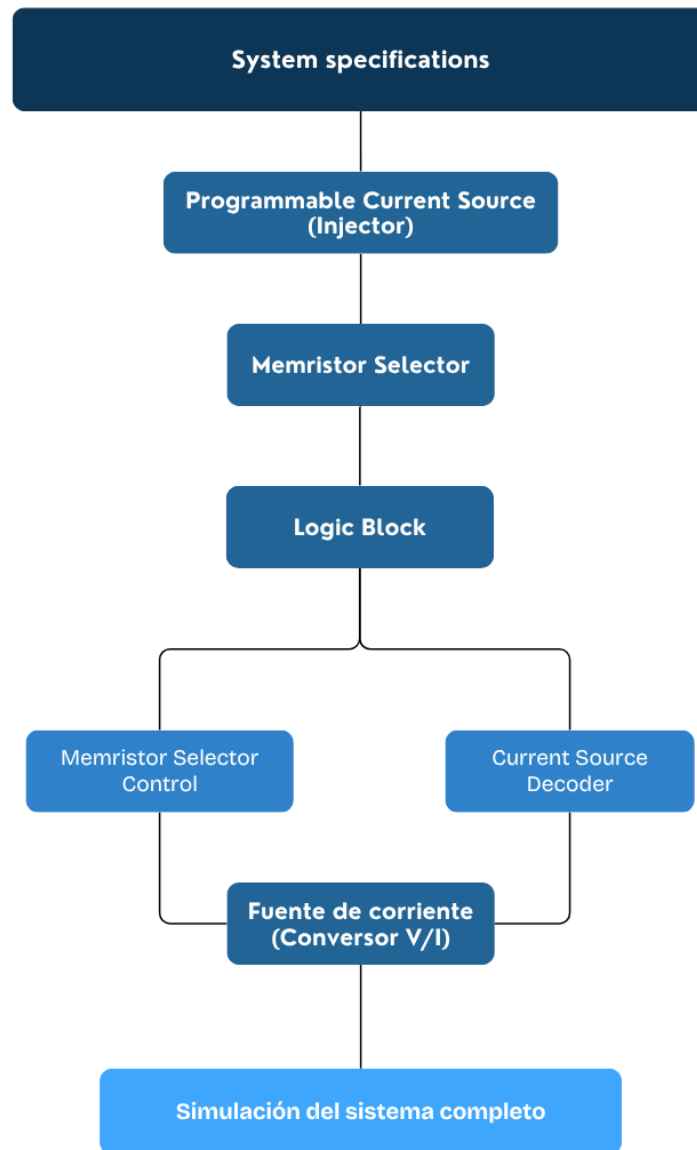 System specifications
Programmable Current Source
(Injector)
Memristor Selector
Logic Block
Memristor Selector
Control
Current Source
Decoder
Fuente de corriente
(Conversor V/I)
Simulación del sistema completo